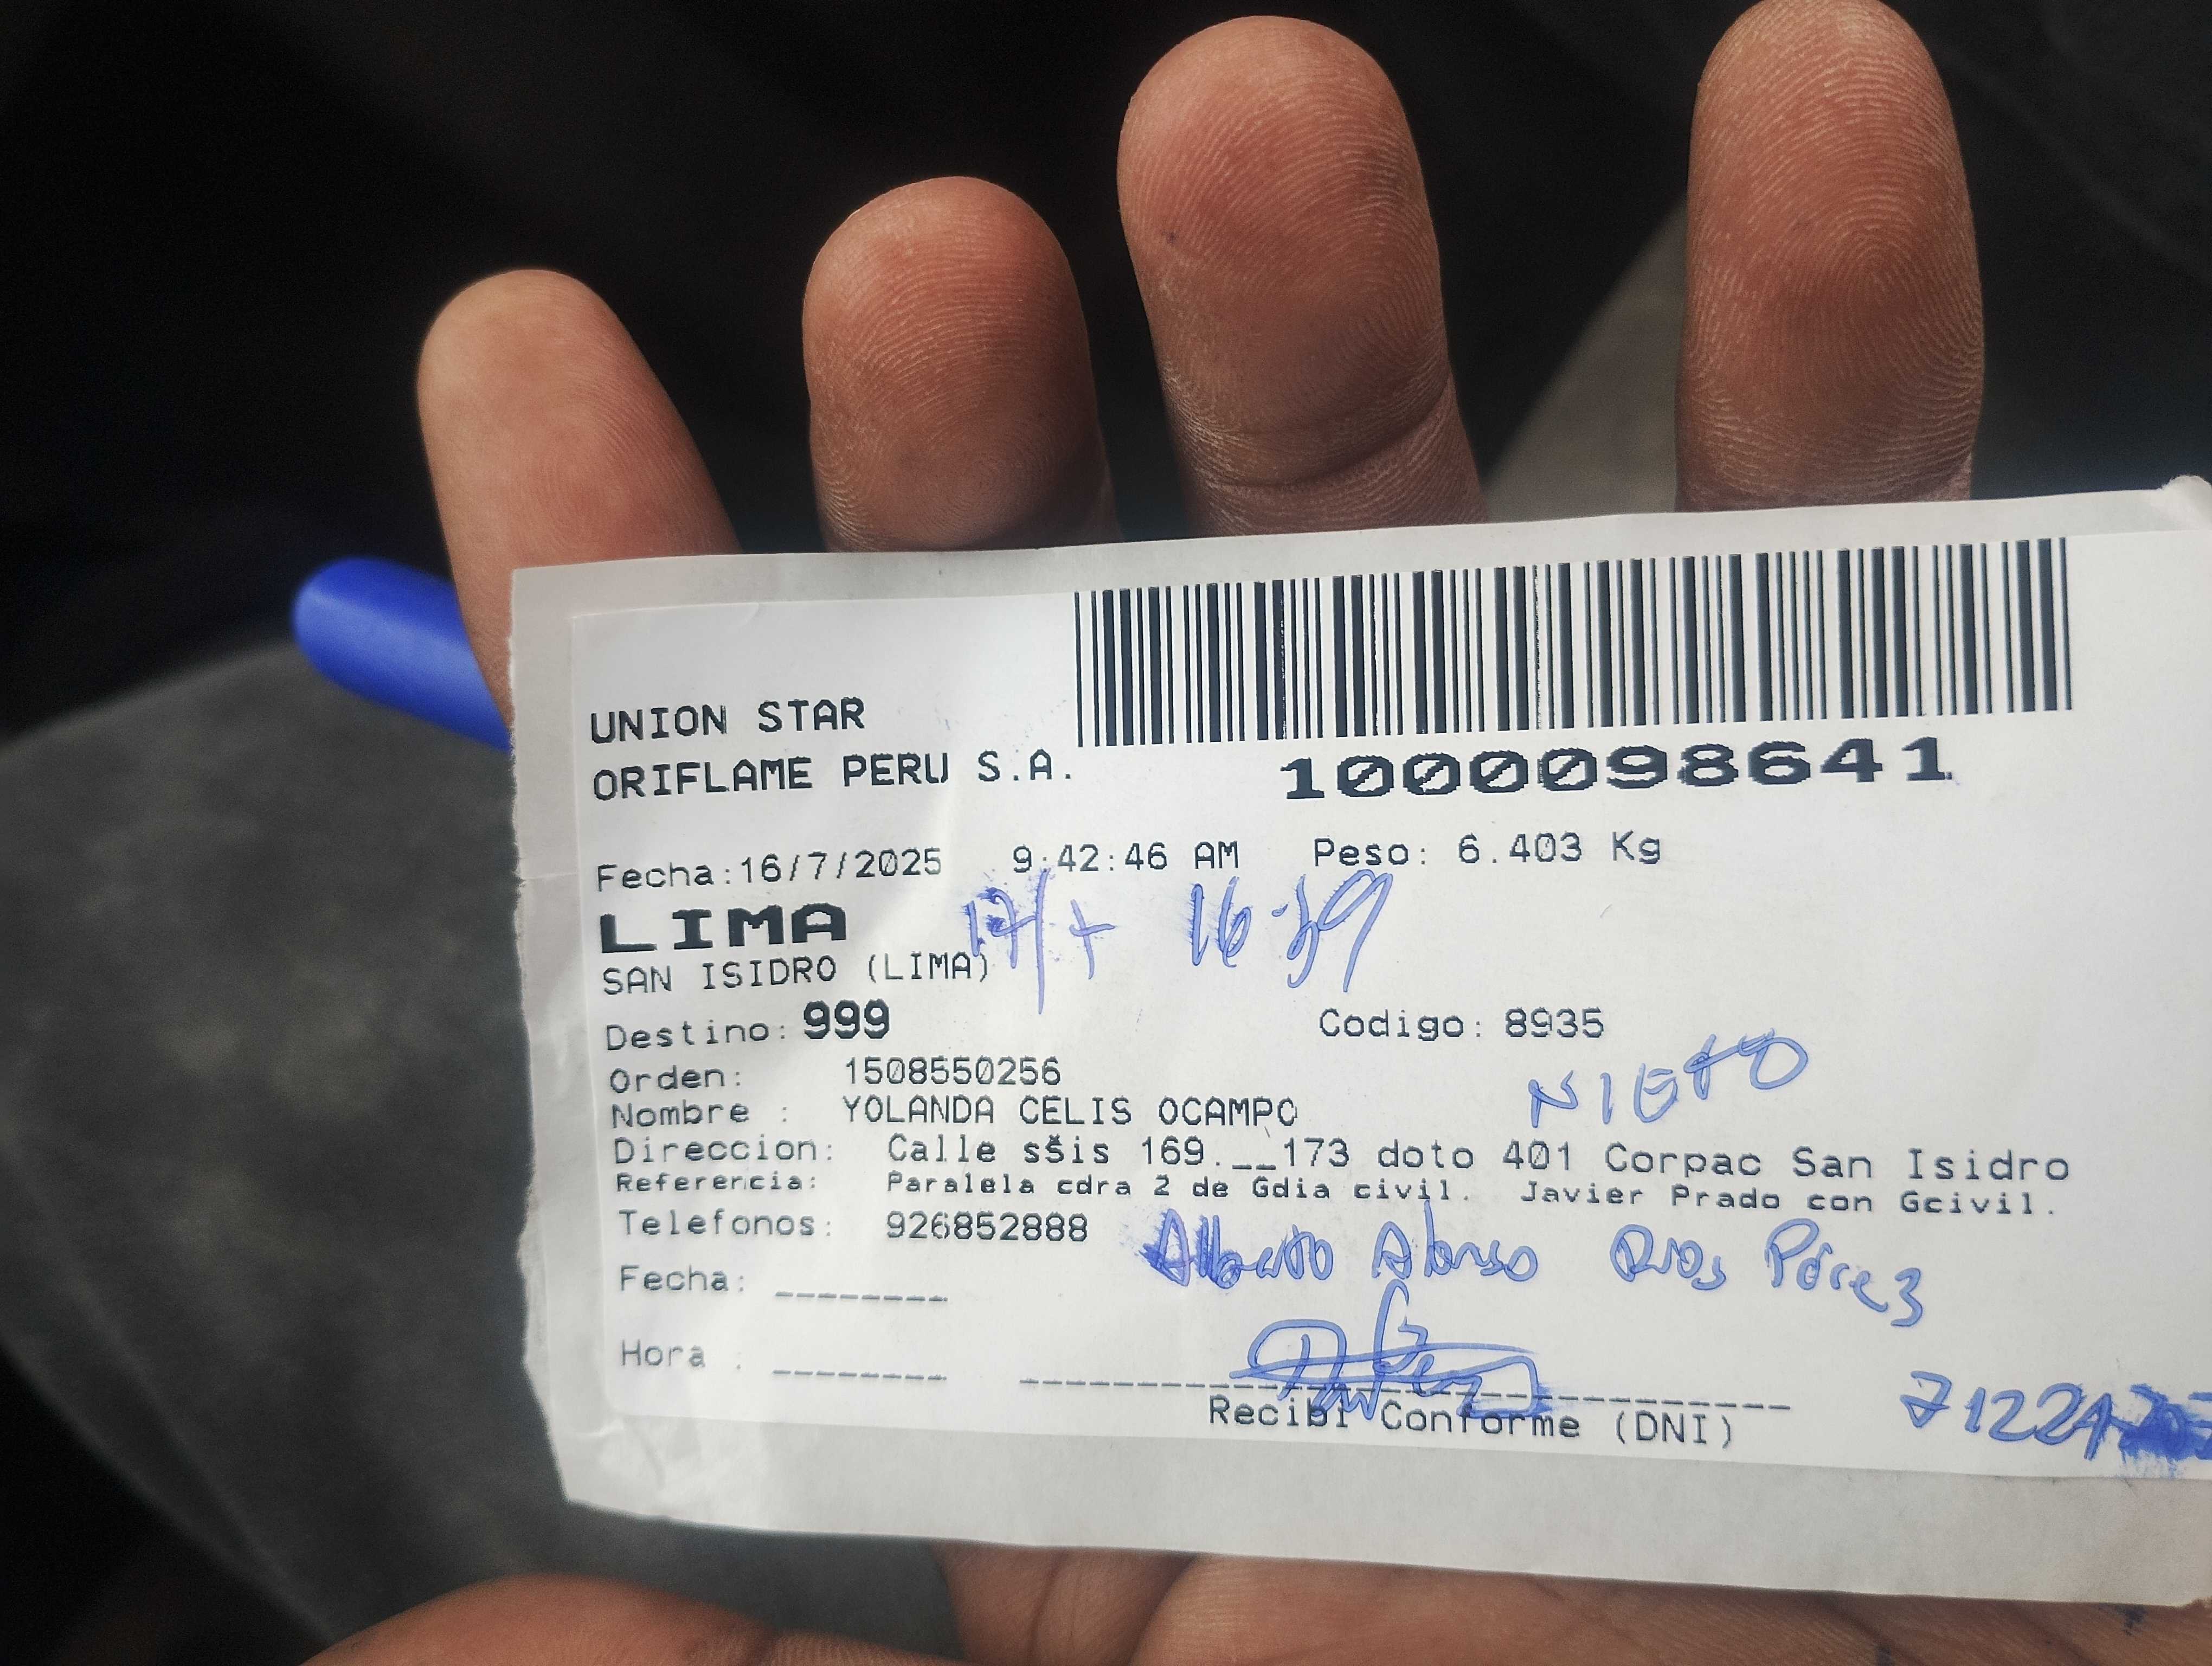 UNION STAR
ORIFLAME PERU S.A.
1000098641
Fecha:16/7/2025 9:42:46 AM Peso: 6.403 Kg
LIMA 17/7 16:39
SAN ISIDRO (LIMA)
Destino: 999 Codigo: 8935
Orden: 1508550256
NIETO
Nombre : YOLANDA CELIS OCAMPO
Direccion: Calle sšis 169.__173 doto 401 Corpac San Isidro
Referencia: Paralela cdra 2 de Gdia civil. Javier Prado con Gcivil.
Telefonos: 926852888
Alberto Alonso Rios Pérez
Fecha: ________
Hora : ________
Recibi Conforme (DNI)